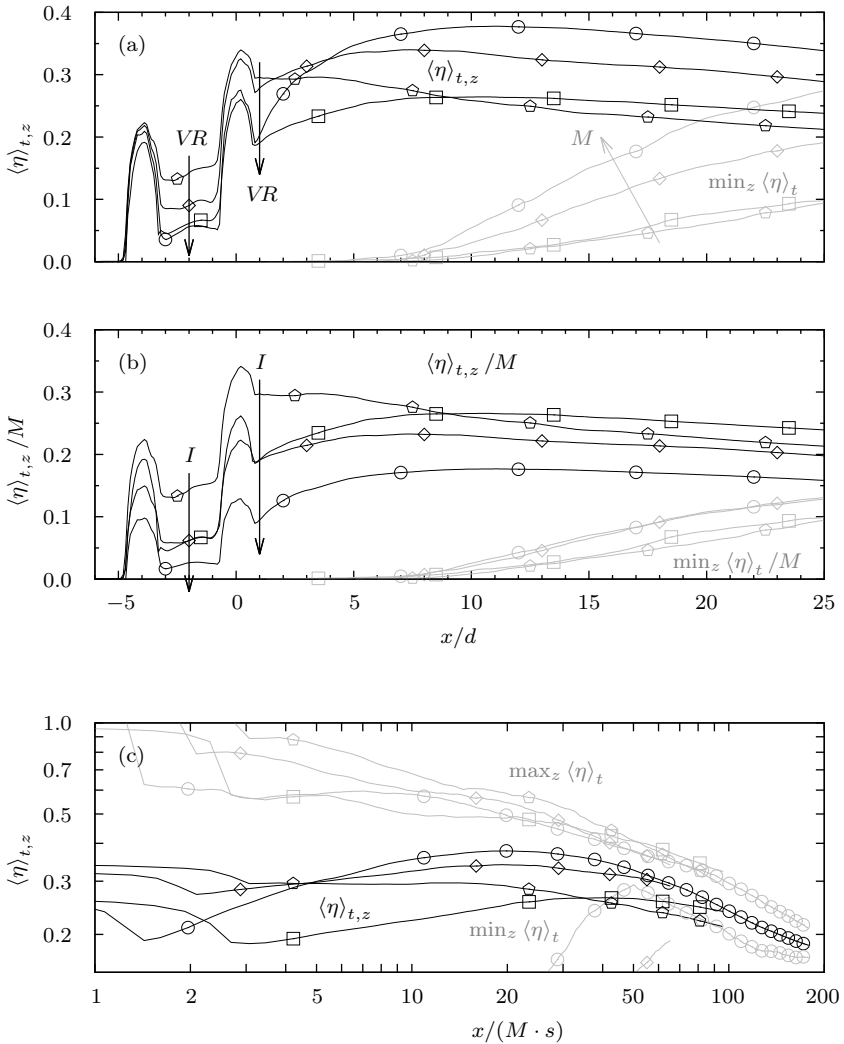 0.4
(a)
0.3
⟨η⟩t,z
⟨η⟩t,z
0.2
VR
M
VR
minz ⟨η⟩t
0.1
0.0
0.4
(b)
I
⟨η⟩t,z /M
0.3
⟨η⟩t,z /M
0.2
I
0.1
minz ⟨η⟩t /M
0.0
−5 0 5 10 15 20 25
x/d
1.0
(c)
maxz ⟨η⟩t
0.7
0.5
⟨η⟩t,z
0.3
⟨η⟩t,z
minz ⟨η⟩t
0.2
1 2 5 10 20 50 100 200
x/(M · s)